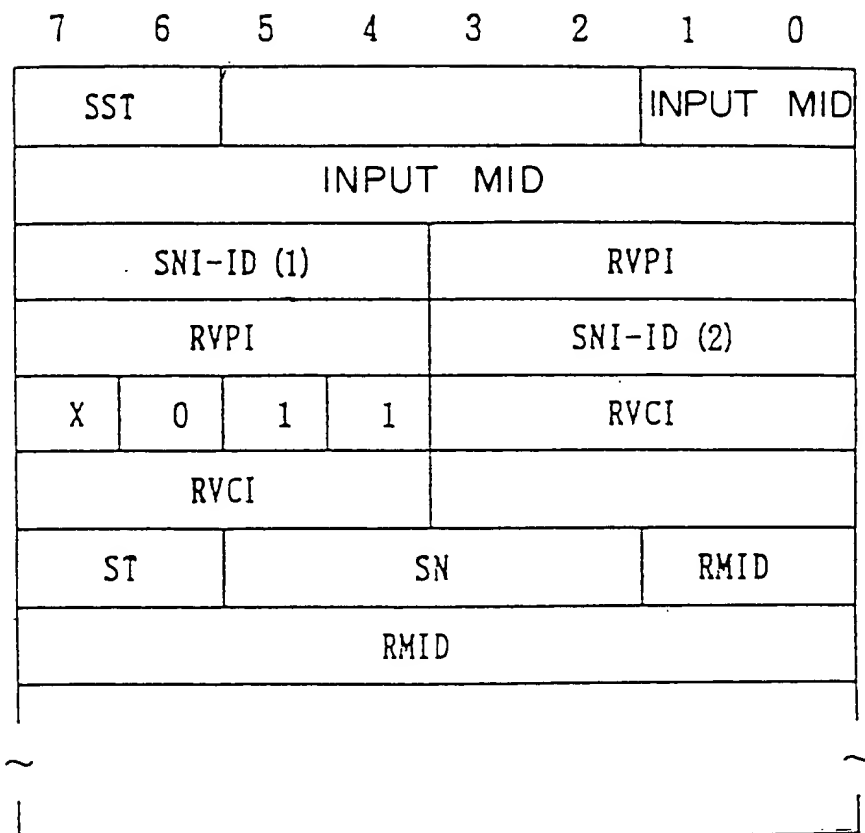 7 6 5 4 3 2 1 0
SST INPUT MID
INPUT MID
SNI-ID (1) RVPI
RVPI SNI-ID (2)
X 0 1 1 RVCI
RVCI
ST SN RMID
RMID
~ ~